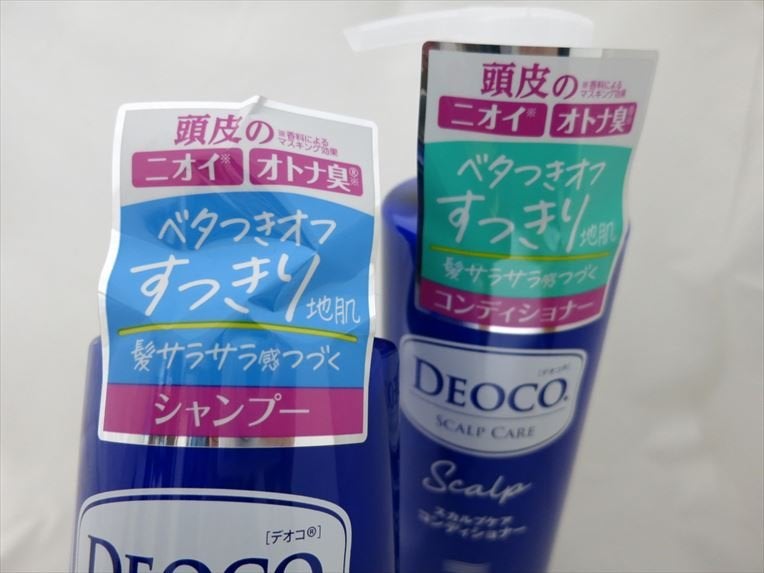 頭皮の ※香料による
マスキング効果
ニオイ※ オトナ臭®※
ベタつきオフ
すっきり地肌
髪サラサラ感つづく
シャンプー
[デオコ®]
DEOCO
頭皮の ※香料による
マスキング効果
ニオイ※ オトナ臭®※
ベタつきオフ
すっきり地肌
髪サラサラ感つづく
コンディショナー
[デオコ®]
DEOCO®
SCALP CARE
Scalp
スカルプケア
コンディショナー